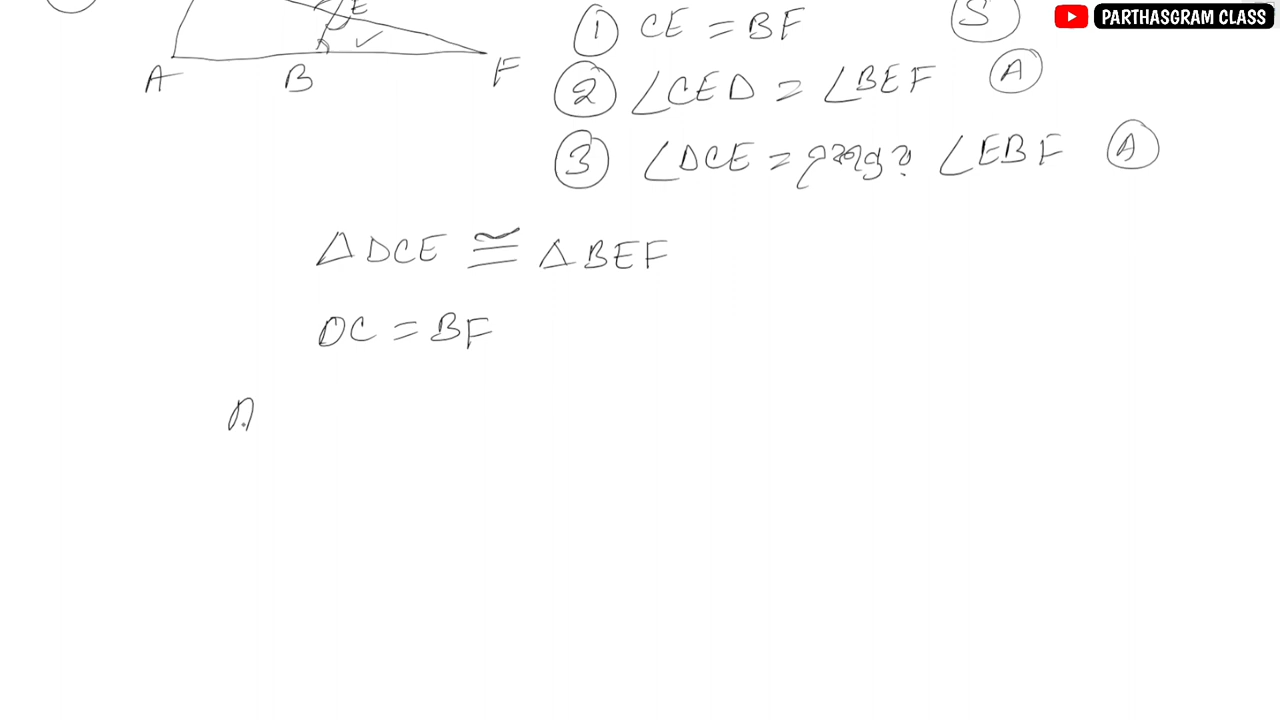 PARTHASGRAM CLASS
E
A B F
① CE = BF Ⓢ
② ∠CED = ∠BEF Ⓐ
③ ∠DCE = ∠EBF Ⓐ
△DCE ≅ △BEF
DC = BF